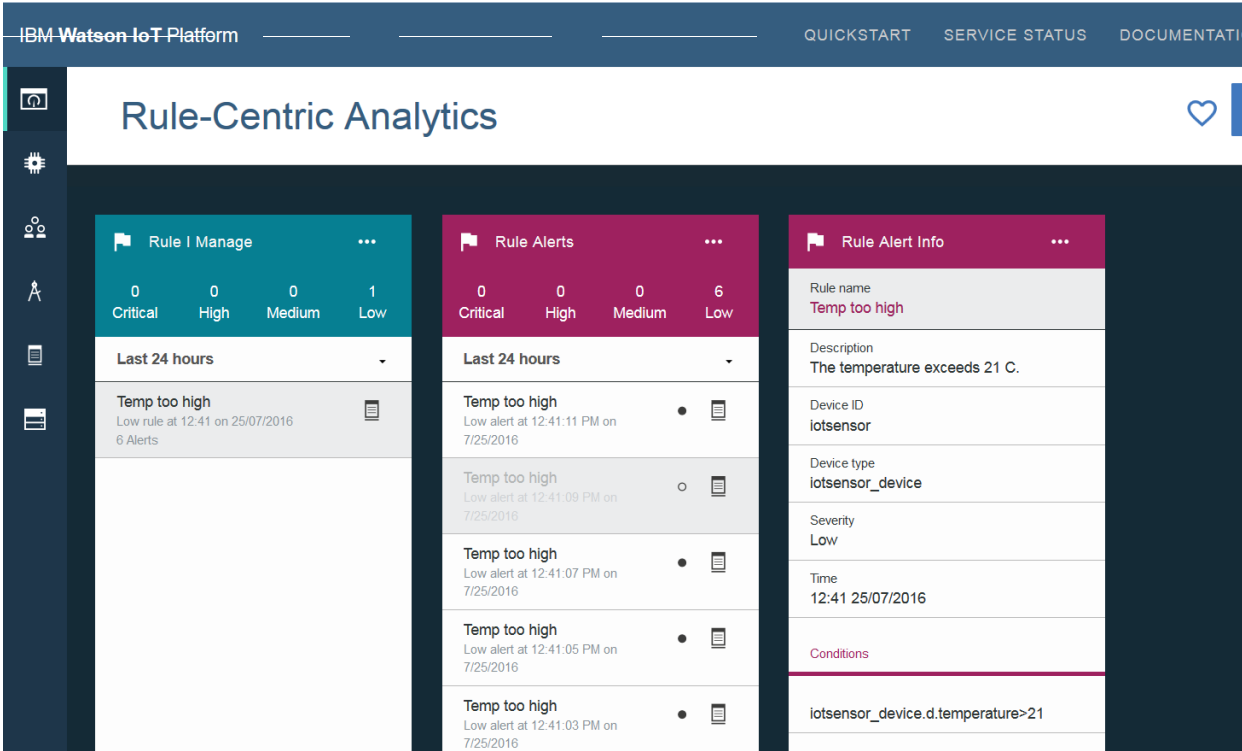 IBM Watson IoT Platform
QUICKSTART SERVICE STATUS DOCUMENTATI
Rule-Centric Analytics
Rule I Manage
0 0 0 1
Critical High Medium Low
Last 24 hours
Temp too high
Low rule at 12:41 on 25/07/2016
6 Alerts
Rule Alerts
0 0 0 6
Critical High Medium Low
Last 24 hours
Temp too high
Low alert at 12:41:11 PM on
7/25/2016
Temp too high
Low alert at 12:41:09 PM on
7/25/2016
Temp too high
Low alert at 12:41:07 PM on
7/25/2016
Temp too high
Low alert at 12:41:05 PM on
7/25/2016
Temp too high
Low alert at 12:41:03 PM on
7/25/2016
Rule Alert Info
Rule name
Temp too high
Description
The temperature exceeds 21 C.
Device ID
iotsensor
Device type
iotsensor_device
Severity
Low
Time
12:41 25/07/2016
Conditions
iotsensor_device.d.temperature>21